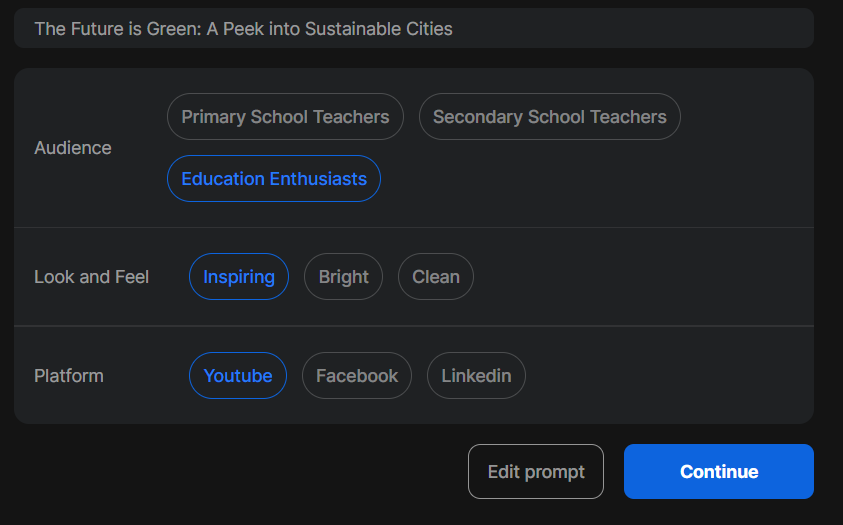 The Future is Green: A Peek into Sustainable Cities
Audience
Primary School Teachers
Secondary School Teachers
Education Enthusiasts
Look and Feel
Inspiring
Bright
Clean
Platform
Youtube
Facebook
Linkedin
Edit prompt
Continue